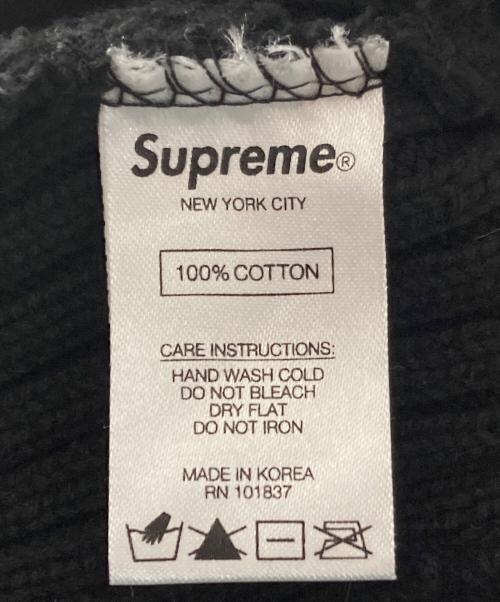 Supreme®
NEW YORK CITY
100% COTTON
CARE INSTRUCTIONS:
HAND WASH COLD
DO NOT BLEACH
DRY FLAT
DO NOT IRON
MADE IN KOREA
RN 101837